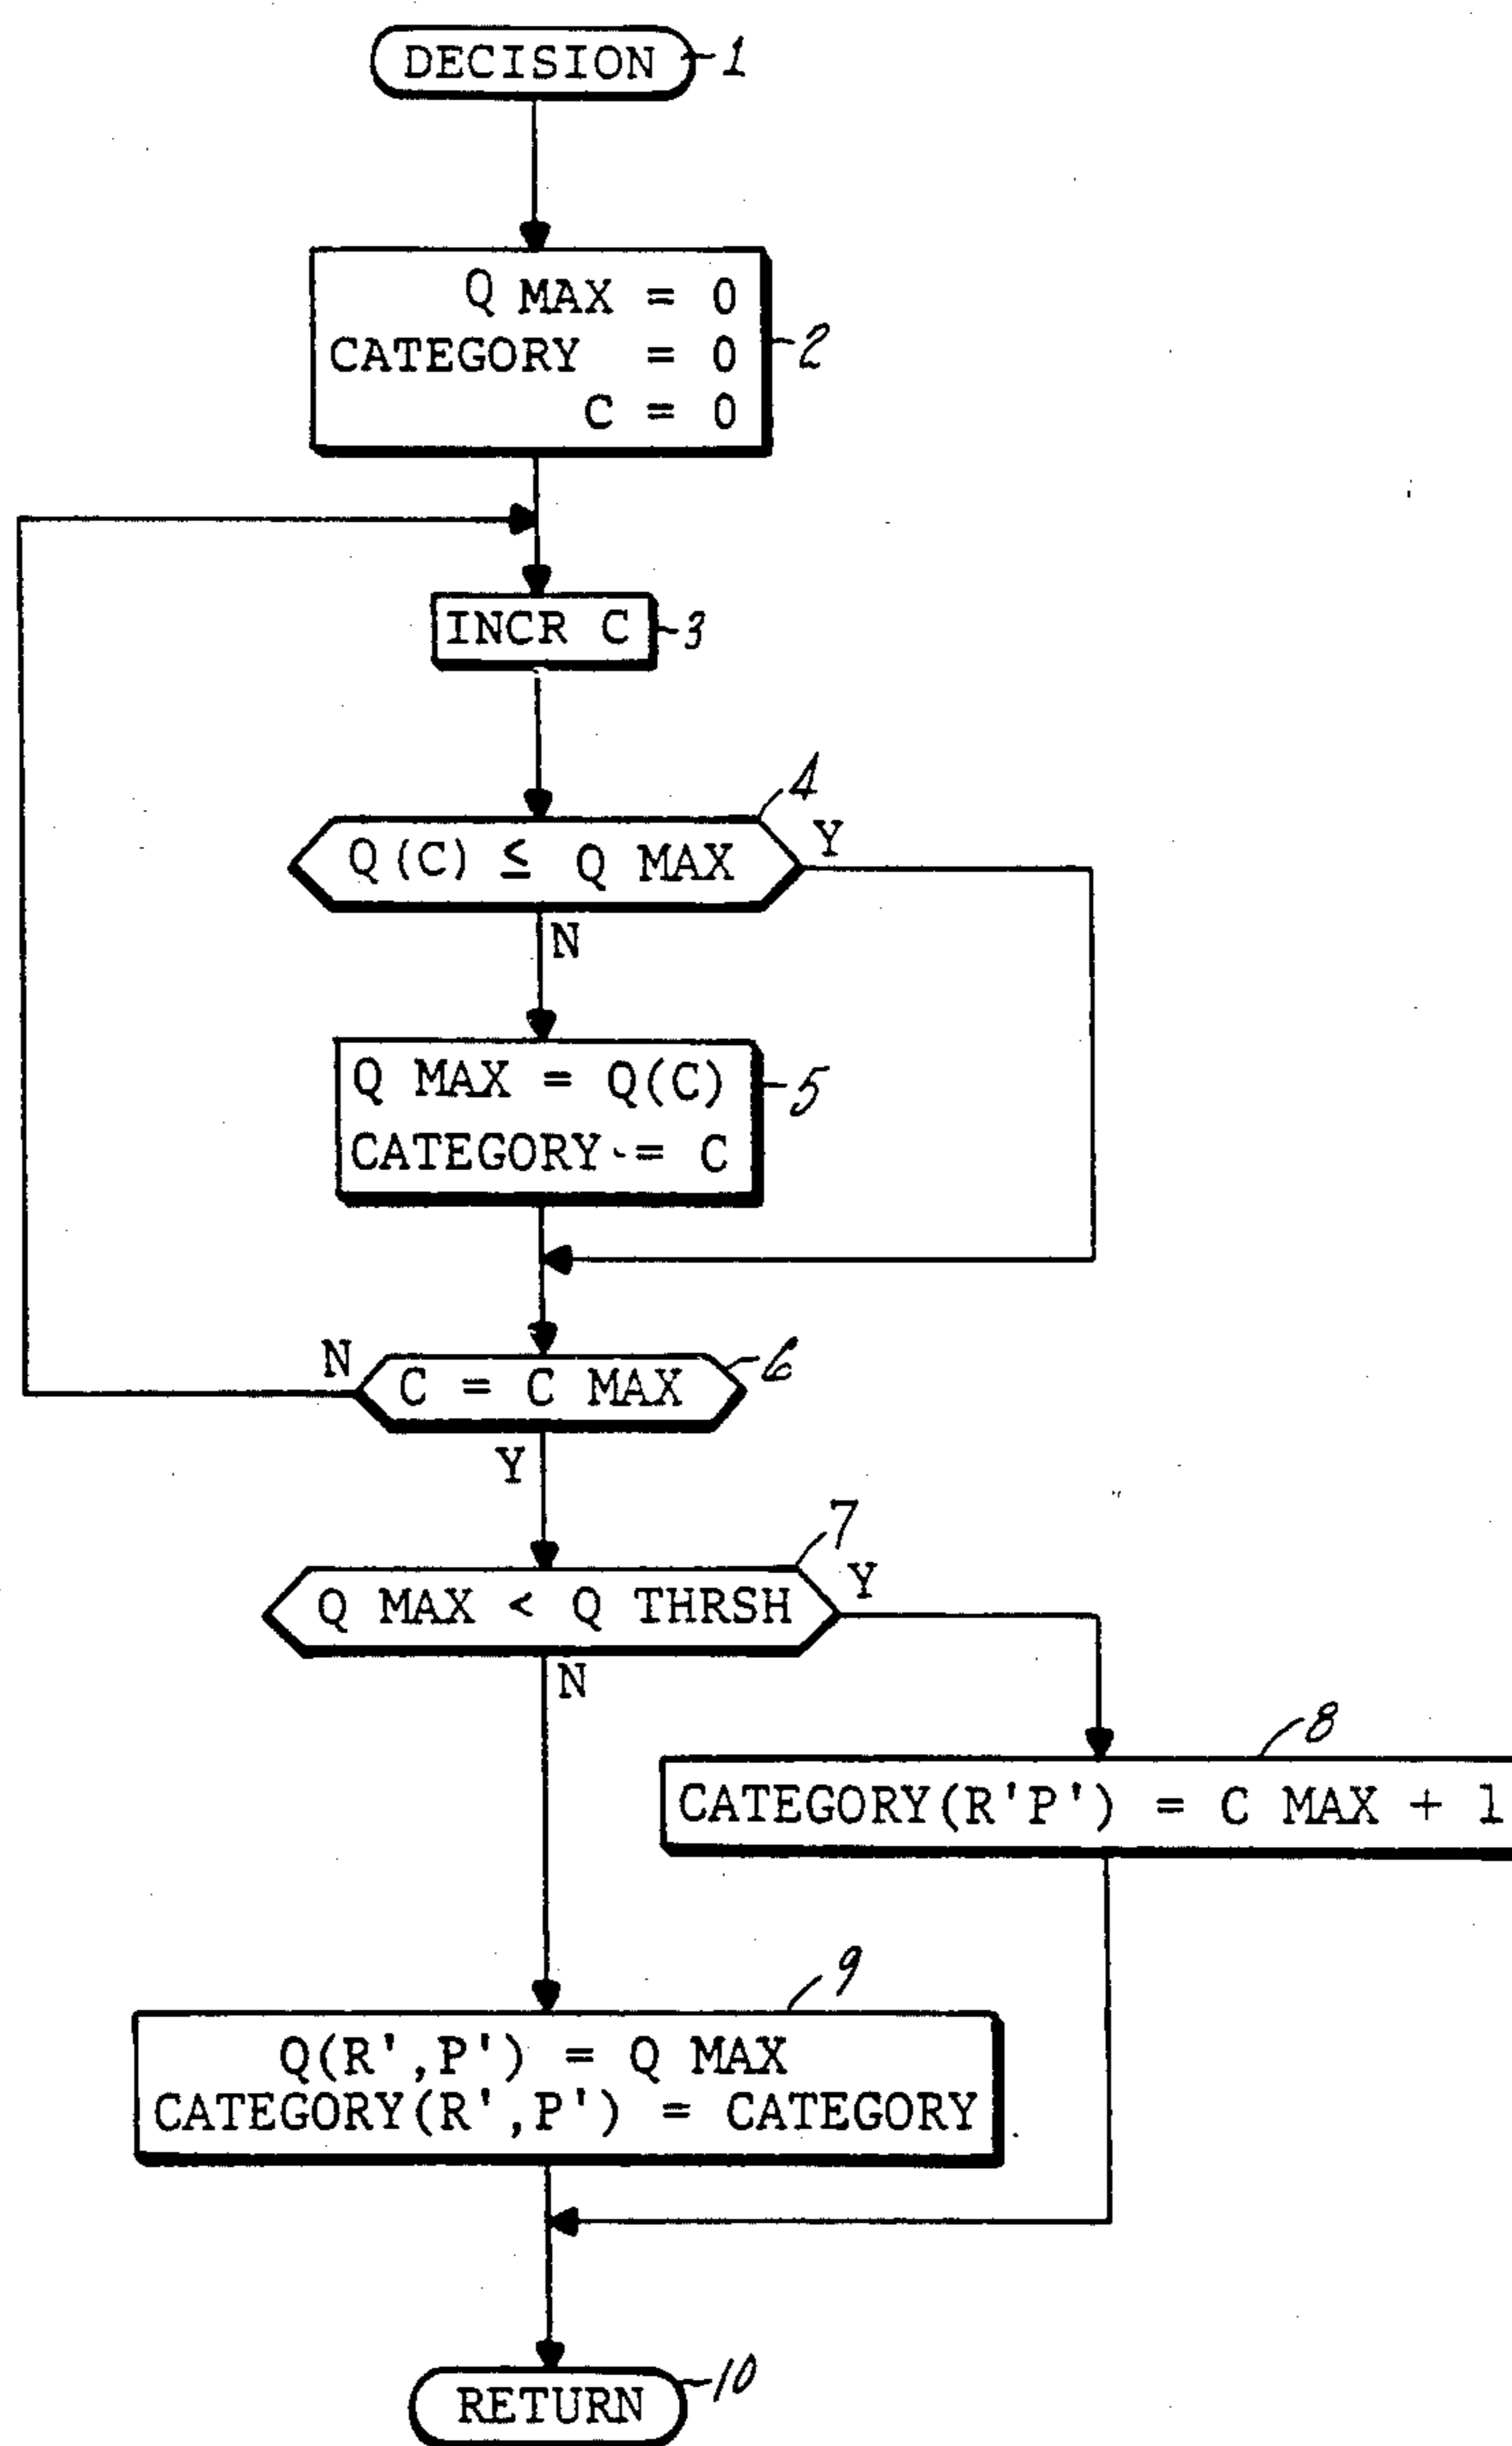 DECISION 1
Q MAX = 0
CATEGORY = 0
C = 0
2
INCR C 3
4
Q(C) ≤ Q MAX Y
N
Q MAX = Q(C)
5
CATEGORY = C
N
C = C MAX 6
Y
7
Q MAX < Q THRSH Y
N
8
CATEGORY(R'P') = C MAX + 1
9
Q(R',P') = Q MAX
CATEGORY(R',P') = CATEGORY
RETURN 10